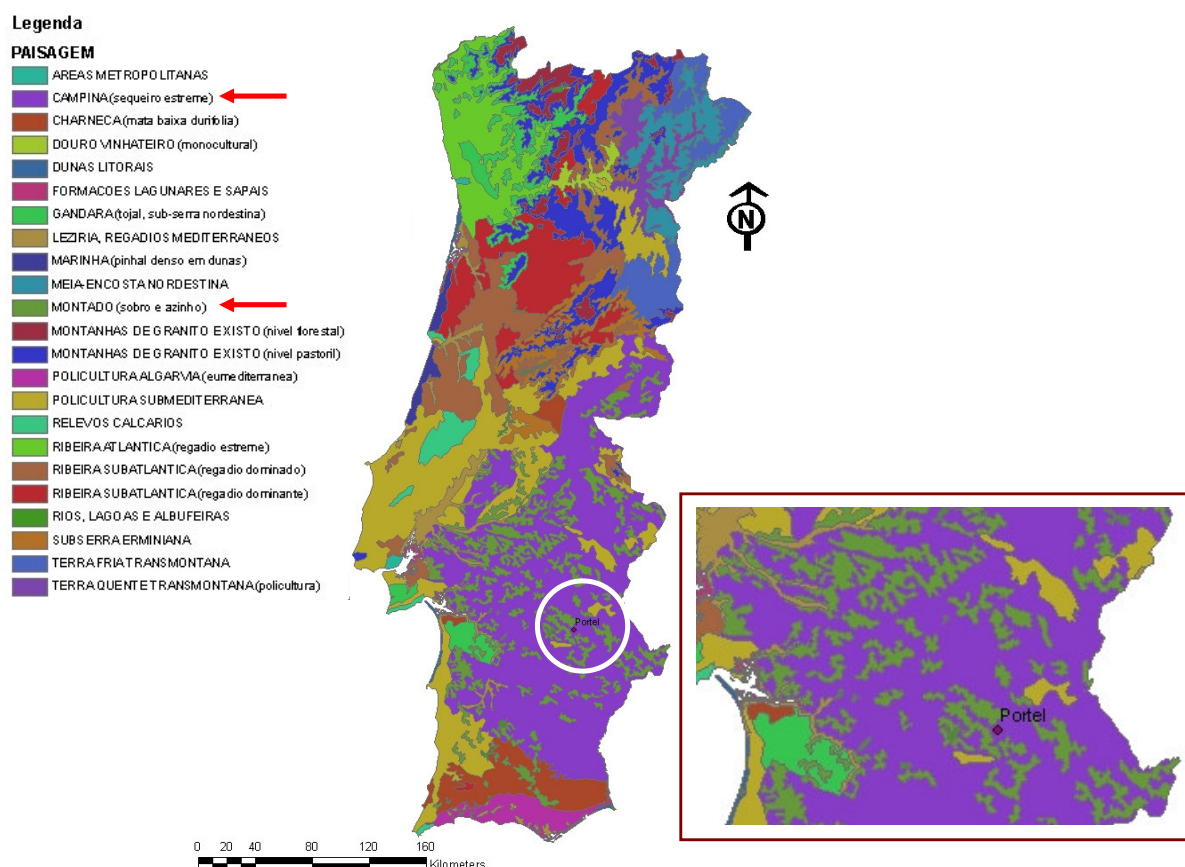 Legenda
PAISAGEM
AREAS METROPOLITANAS
CAMPINA (sequeiro estreme)
CHARNECA (mata baixa durifolia)
DOURO VINHATEIRO (monocultural)
DUNAS LITORAIS
FORMACOES LAGUNARES E SAPAIS
GANDARA (tojal, sub-serra nordestina)
LEZIRIA, REGADIOS MEDITERRANEOS
MARINHA (pinhal denso em dunas)
MEIA-ENCOSTA NORDESTINA
MONTADO (sobro e azinho)
MONTANHAS DE GRANITO E XISTO (nivel florestal)
MONTANHAS DE GRANITO E XISTO (nivel pastoril)
POLICULTURA ALGARVIA (eumediterranea)
POLICULTURA SUBMEDITERRANEA
RELEVOS CALCARIOS
RIBEIRA ATLANTICA (regadio estreme)
RIBEIRA SUBATLANTICA (regadio dominado)
RIBEIRA SUBATLANTICA (regadio dominante)
RIOS, LAGOAS E ALBUFEIRAS
SUBSERRA ERMINIANA
TERRA FRIA TRANSMONTANA
TERRA QUENTE TRANSMONTANA (policultura)
N
Portel
Portel
0 20 40 80 120 160
Kilometers